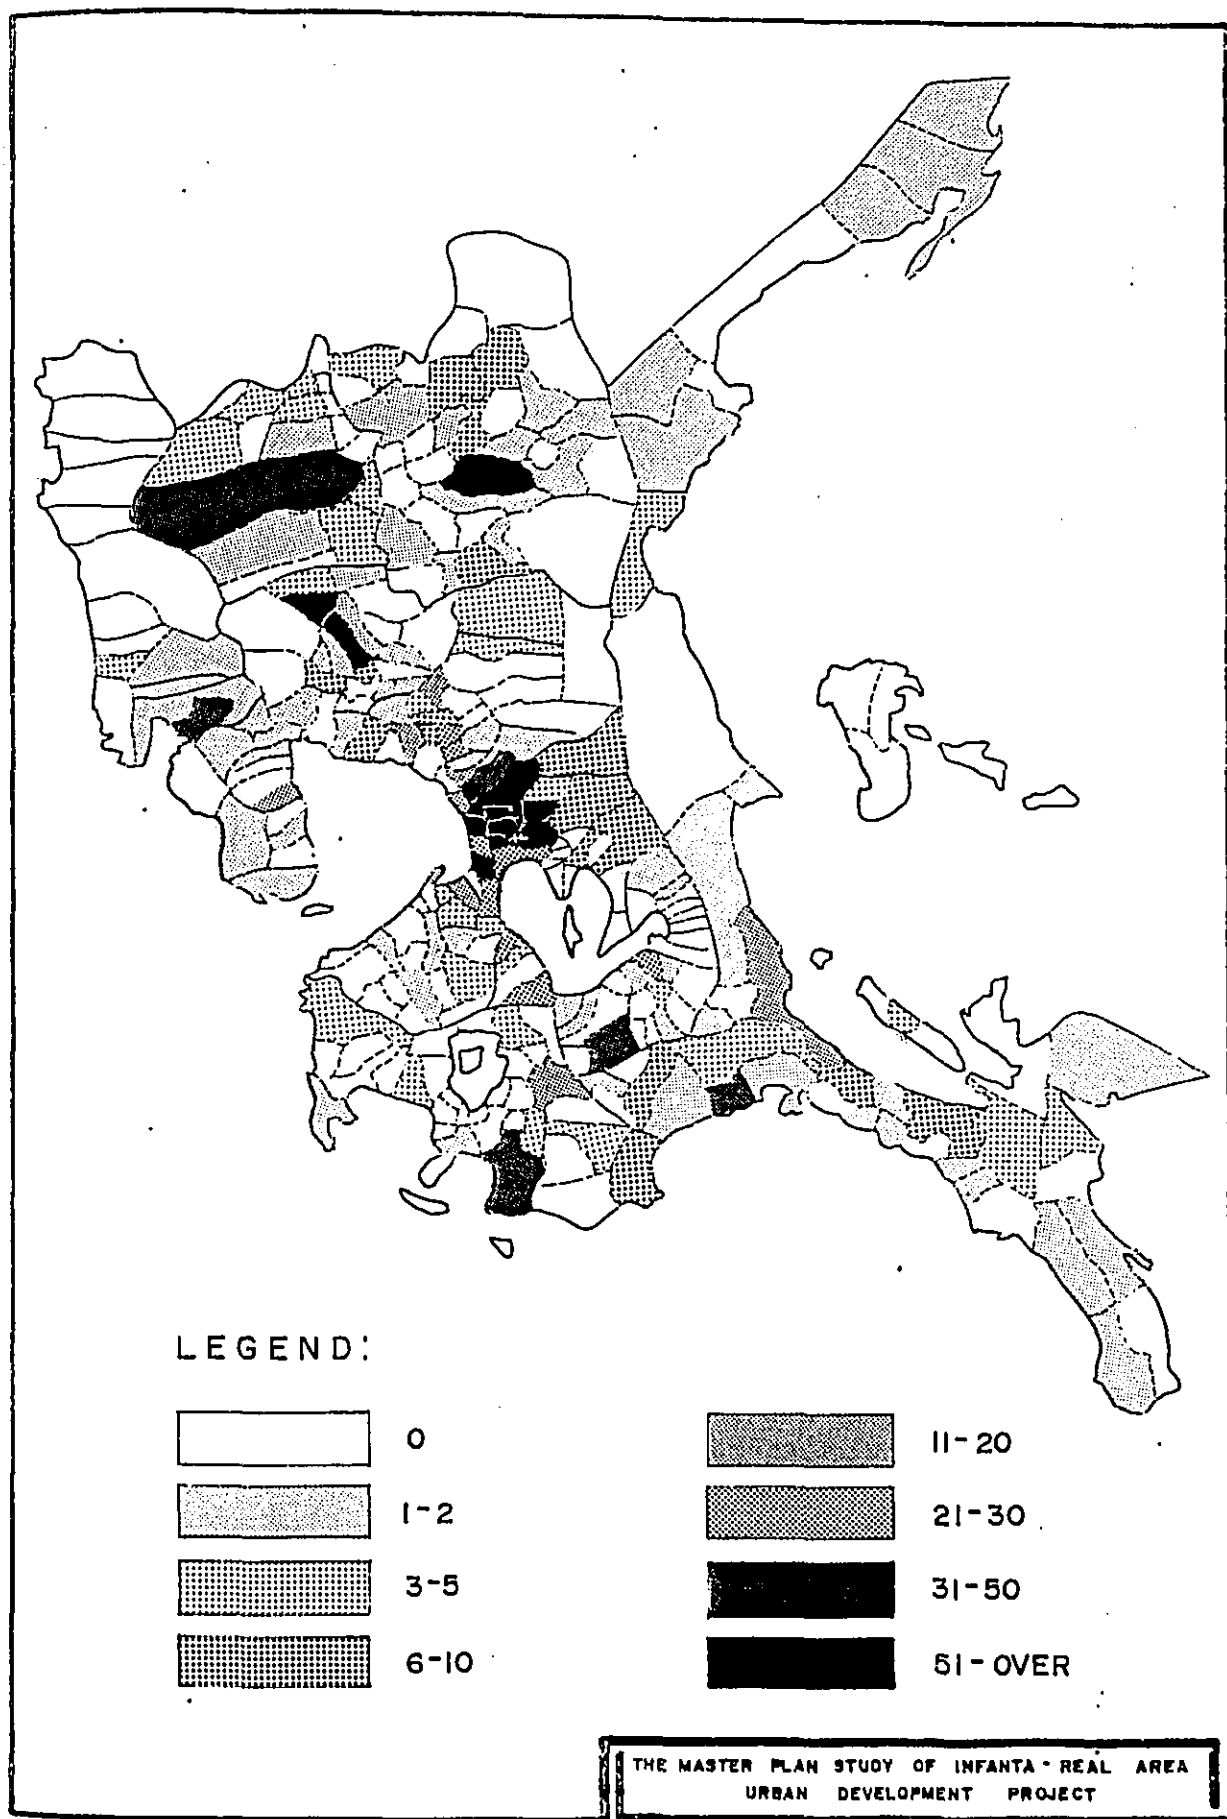 LEGEND:
0
1-2
3-5
6-10
11-20
21-30
31-50
51-OVER
THE MASTER PLAN STUDY OF INFANTA - REAL AREA
URBAN DEVELOPMENT PROJECT